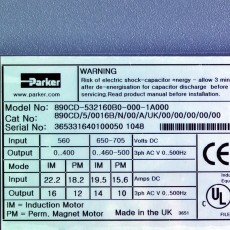 Parker
www.parker.com
WARNING
Risk of electric shock-capacitor energy - allow 3 min
after de-energisation for capacitor discharge before
servicing. Read product manual before installation.
Model No: 890CD-532160B0-000-1A000
Cat No: 890CD/5/0016B/N/00/A/UK/00/00/00/00/00
Serial No: 365331640100050 1048
Input 560 650-705 Volts DC
Output 0..400 0..460-500 3ph AC V 0..500Hz
Mode IM PM IM PM
Input 22.2 18.2 19.5 15.6 Amps DC
Output 16 12 14 10 3ph AC V 0..500Hz
IM = Induction Motor
PM = Perm. Magnet Motor Made in the UK
CE
UL
IND.
FILE